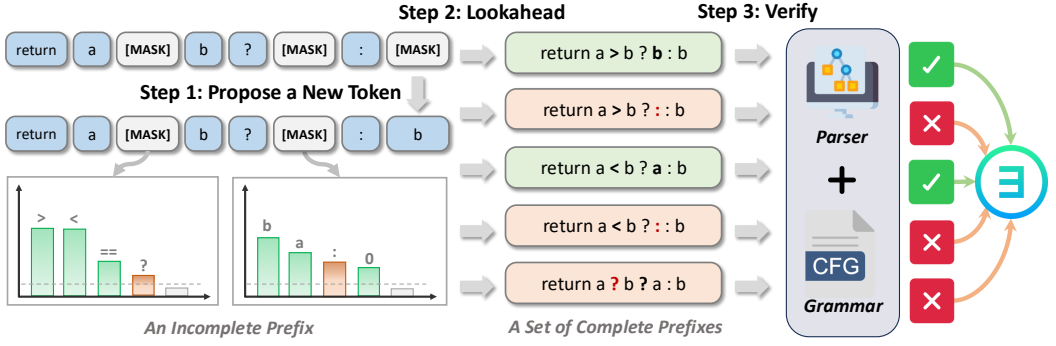 Step 2: Lookahead
Step 3: Verify
return a [MASK] b ? [MASK] : [MASK]
Step 1: Propose a New Token
return a [MASK] b ? [MASK] : b
> < == ?
b a : 0
An Incomplete Prefix
return a > b ? b : b
return a > b ? : : b
return a < b ? a : b
return a < b ? : : b
return a ? b ? a : b
A Set of Complete Prefixes
Parser
+
CFG
Grammar
∃